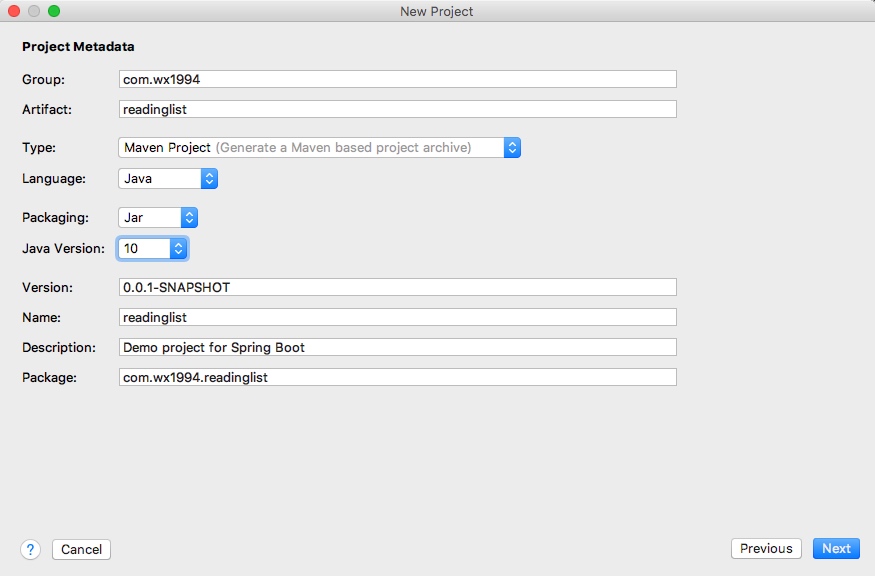 New Project
Project Metadata
Group: com.wx1994
Artifact: readinglist
Type: Maven Project (Generate a Maven based project archive)
Language: Java
Packaging: Jar
Java Version: 10
Version: 0.0.1-SNAPSHOT
Name: readinglist
Description: Demo project for Spring Boot
Package: com.wx1994.readinglist
? Cancel Previous Next